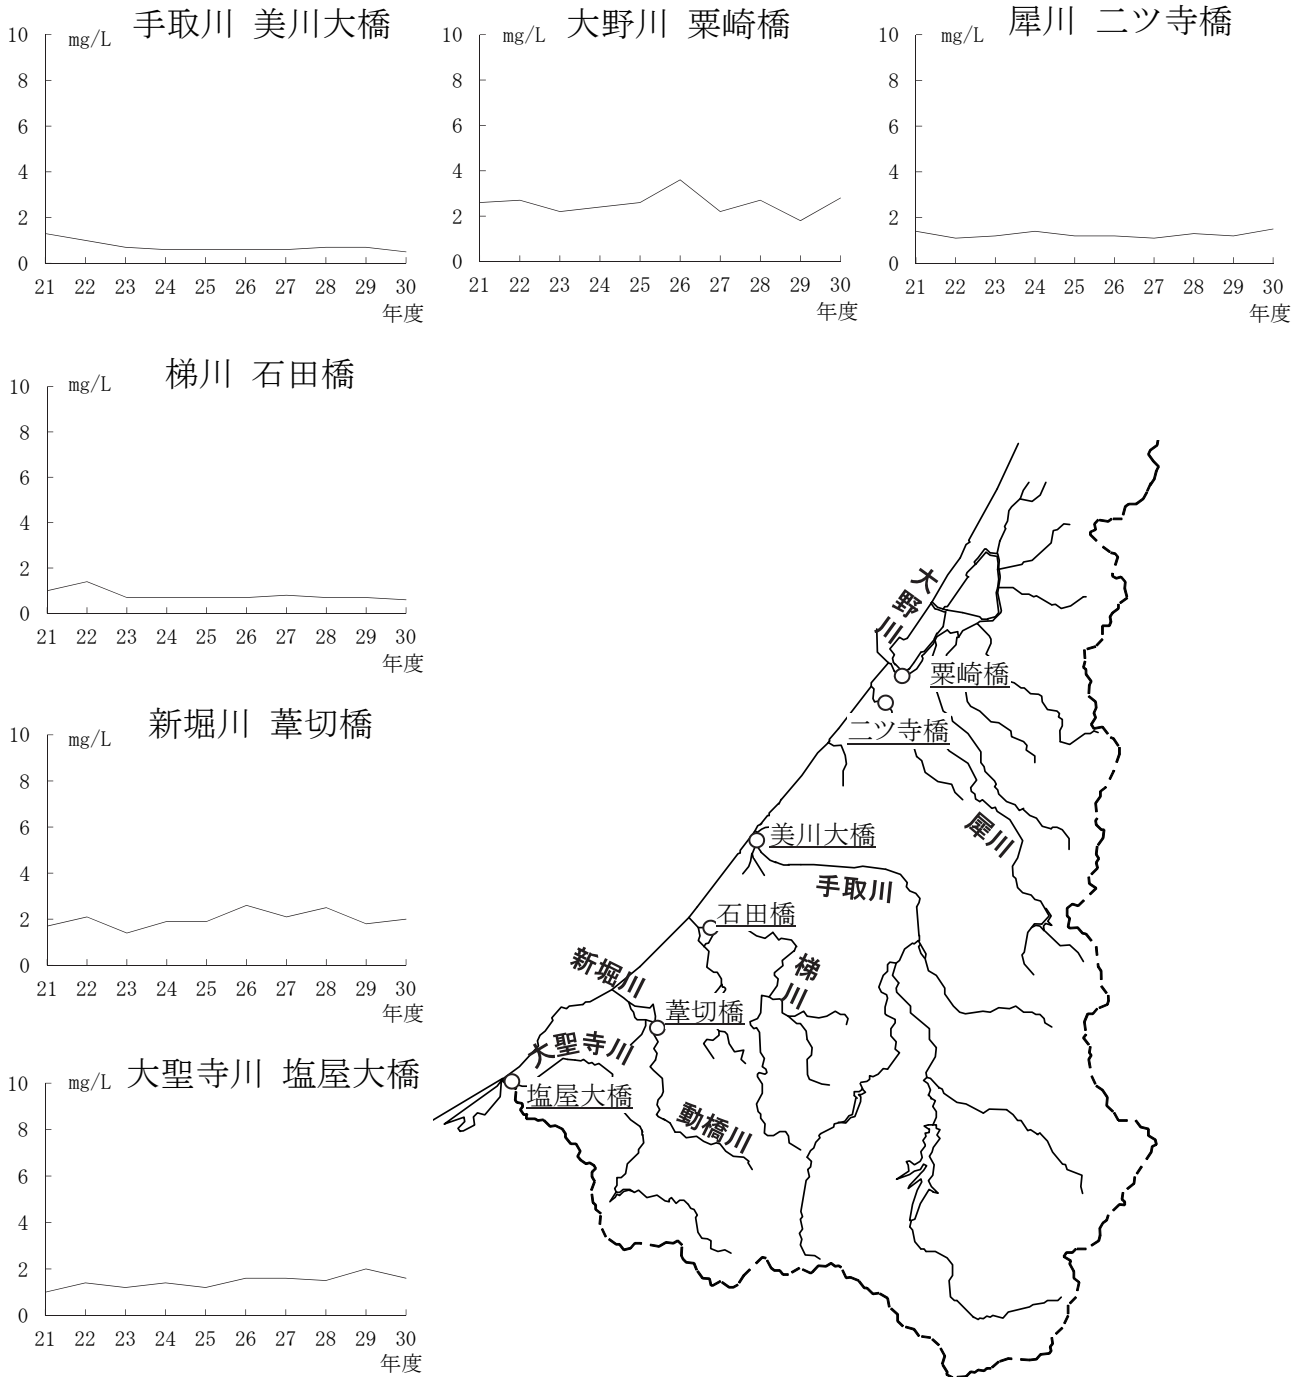 手取川 美川大橋
mg/L
10
8
6
4
2
0
21 22 23 24 25 26 27 28 29 30
年度
大野川 粟崎橋
mg/L
10
8
6
4
2
0
21 22 23 24 25 26 27 28 29 30
年度
犀川 二ツ寺橋
mg/L
10
8
6
4
2
0
21 22 23 24 25 26 27 28 29 30
年度
梯川 石田橋
mg/L
10
8
6
4
2
0
21 22 23 24 25 26 27 28 29 30
年度
新堀川 葦切橋
mg/L
10
8
6
4
2
0
21 22 23 24 25 26 27 28 29 30
年度
大聖寺川 塩屋大橋
mg/L
10
8
6
4
2
0
21 22 23 24 25 26 27 28 29 30
年度
大野川
粟崎橋
二ツ寺橋
犀川
美川大橋
手取川
石田橋
梯川
新堀川
葦切橋
大聖寺川
塩屋大橋
動橋川